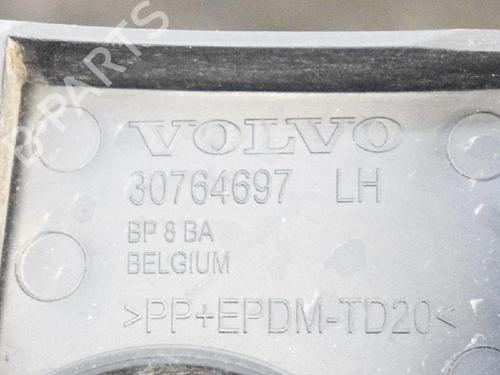 B-PARTS
VOLVO
30764697 LH
BP 8 BA
BELGIUM
>PP+EPDM-TD20<